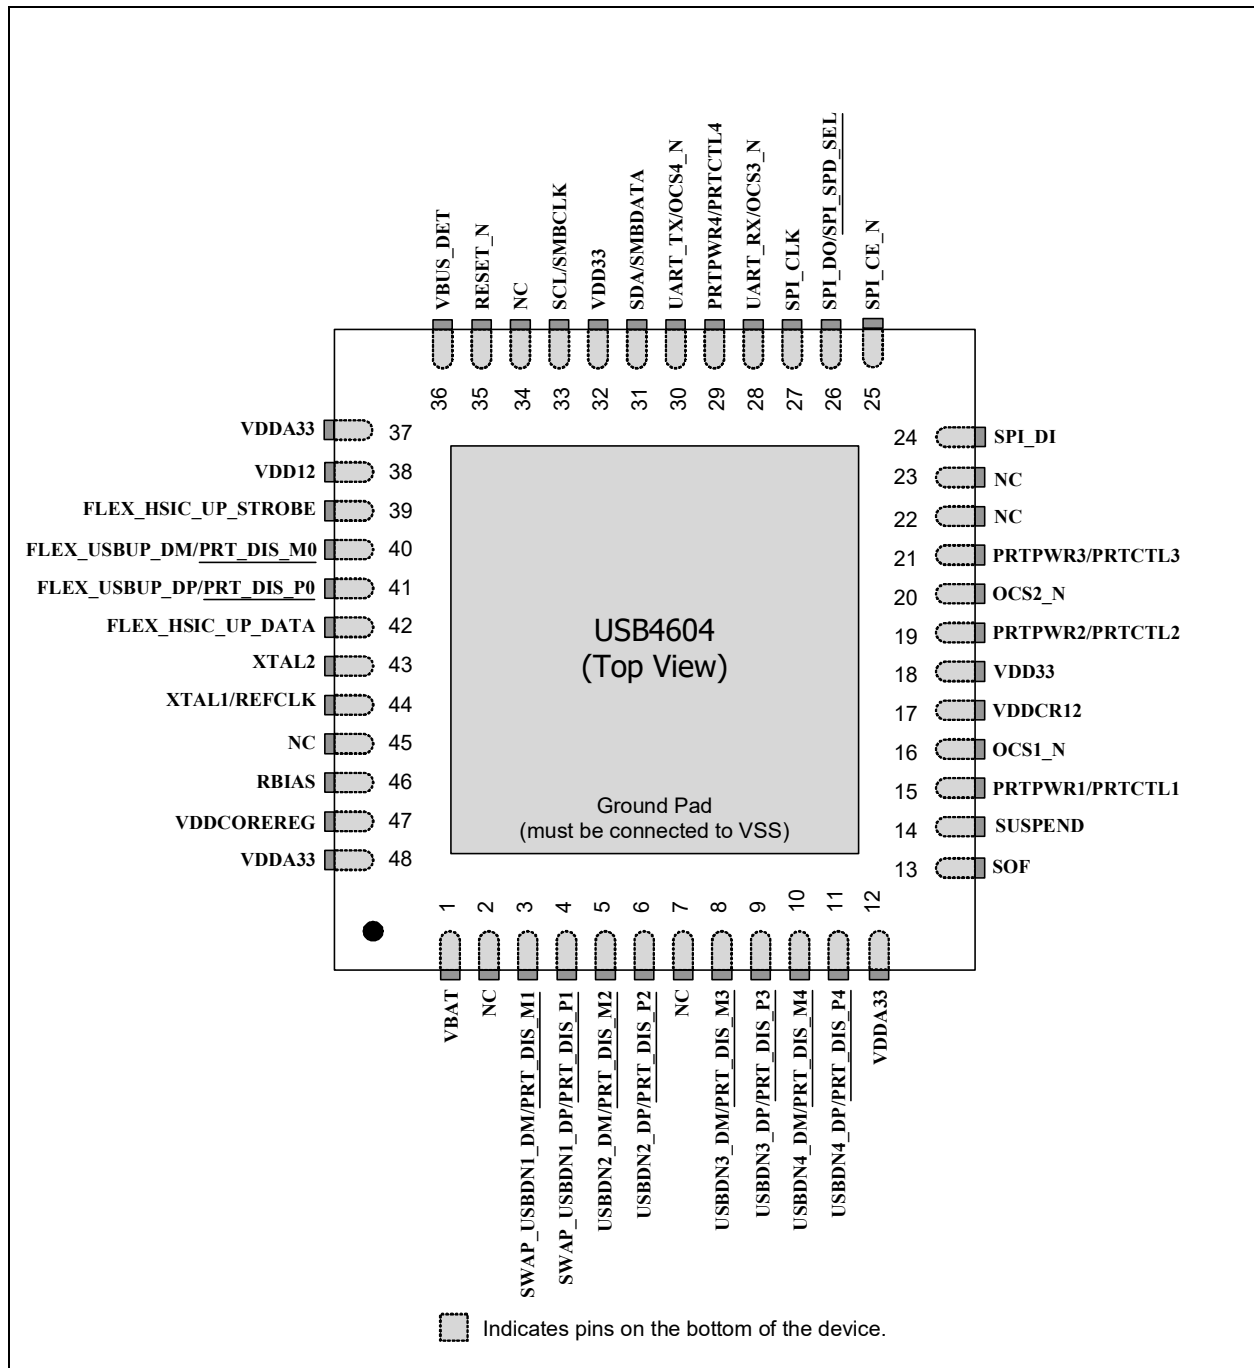 VBUS_DET
RESET_N
NC
SCL/SMBCLK
VDD33
SDA/SMBDATA
UART_TX/OCS4_N
PRTPWR4/PRTCTL4
UART_RX/OCS3_N
SPI_CLK
SPI_DO/SPI_SPD_SEL
SPI_CE_N
36
35
34
33
32
31
30
29
28
27
26
25
VDDA33 37
VDD12 38
FLEX_HSIC_UP_STROBE 39
FLEX_USBUP_DM/PRT_DIS_M0 40
FLEX_USBUP_DP/PRT_DIS_P0 41
FLEX_HSIC_UP_DATA 42
XTAL2 43
XTAL1/REFCLK 44
NC 45
RBIAS 46
VDDCOREREG 47
VDDA33 48
USB4604
(Top View)
Ground Pad
(must be connected to VSS)
24 SPI_DI
23 NC
22 NC
21 PRTPWR3/PRTCTL3
20 OCS2_N
19 PRTPWR2/PRTCTL2
18 VDD33
17 VDDCR12
16 OCS1_N
15 PRTPWR1/PRTCTL1
14 SUSPEND
13 SOF
1
2
3
4
5
6
7
8
9
10
11
12
VBAT
NC
SWAP_USBDN1_DM/PRT_DIS_M1
SWAP_USBDN1_DP/PRT_DIS_P1
USBDN2_DM/PRT_DIS_M2
USBDN2_DP/PRT_DIS_P2
NC
USBDN3_DM/PRT_DIS_M3
USBDN3_DP/PRT_DIS_P3
USBDN4_DM/PRT_DIS_M4
USBDN4_DP/PRT_DIS_P4
VDDA33
Indicates pins on the bottom of the device.